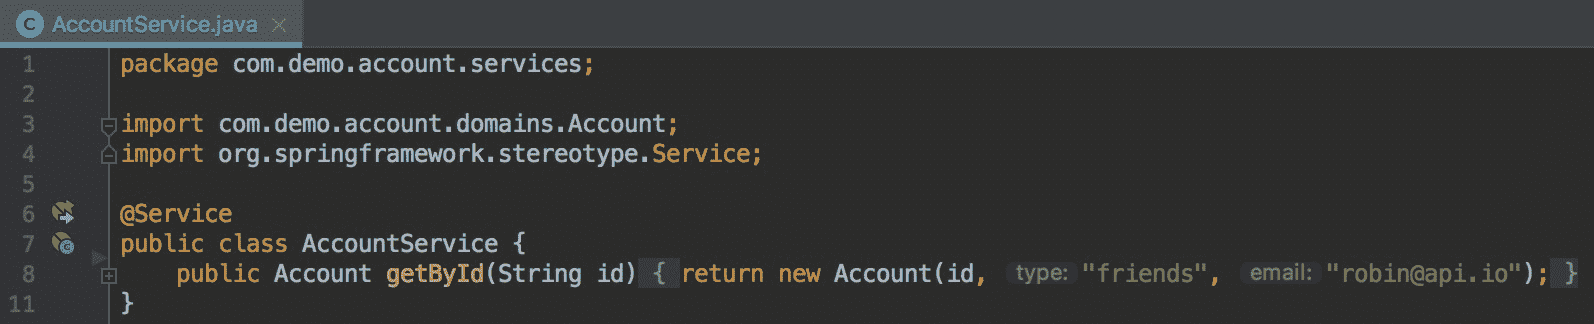 C AccountService.java ×
1 package com.demo.account.services;
2
3 import com.demo.account.domains.Account;
4 import org.springframework.stereotype.Service;
5
6 @Service
7 public class AccountService {
8 public Account getById(String id) { return new Account(id, type: "friends", email: "robin@api.io"); }
11 }